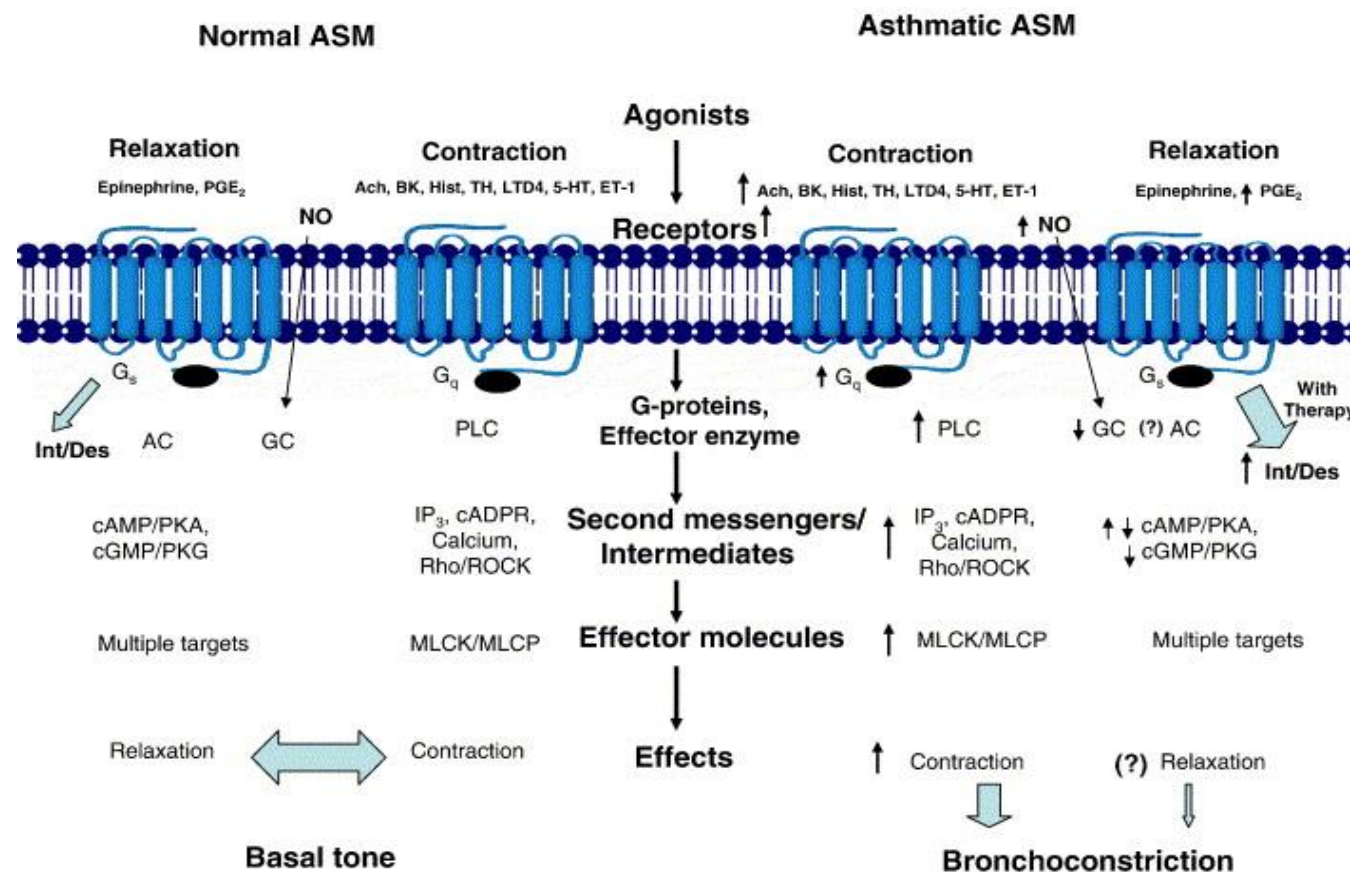 Normal ASM
Asthmatic ASM
Agonists
Relaxation
Contraction
Contraction
Relaxation
Epinephrine, PGE₂
Ach, BK, Hist, TH, LTD4, 5-HT, ET-1
↑ Ach, BK, Hist, TH, LTD4, 5-HT, ET-1
Epinephrine, ↑ PGE₂
NO
Receptors ↑
↑ NO
Gₛ
G_q
↑ G_q
Gₛ
With
Therapy
G-proteins,
Effector enzyme
Int/Des
AC
GC
PLC
↑ PLC
↓ GC (?) AC
↑ Int/Des
cAMP/PKA,
cGMP/PKG
IP₃, cADPR,
Calcium,
Rho/ROCK
Second messengers/
Intermediates
↑ IP₃, cADPR,
Calcium,
Rho/ROCK
↑ ↓ cAMP/PKA,
↓ cGMP/PKG
Multiple targets
MLCK/MLCP
Effector molecules
↑ MLCK/MLCP
Multiple targets
Relaxation
Contraction
Effects
↑ Contraction
(?) Relaxation
Basal tone
Bronchoconstriction